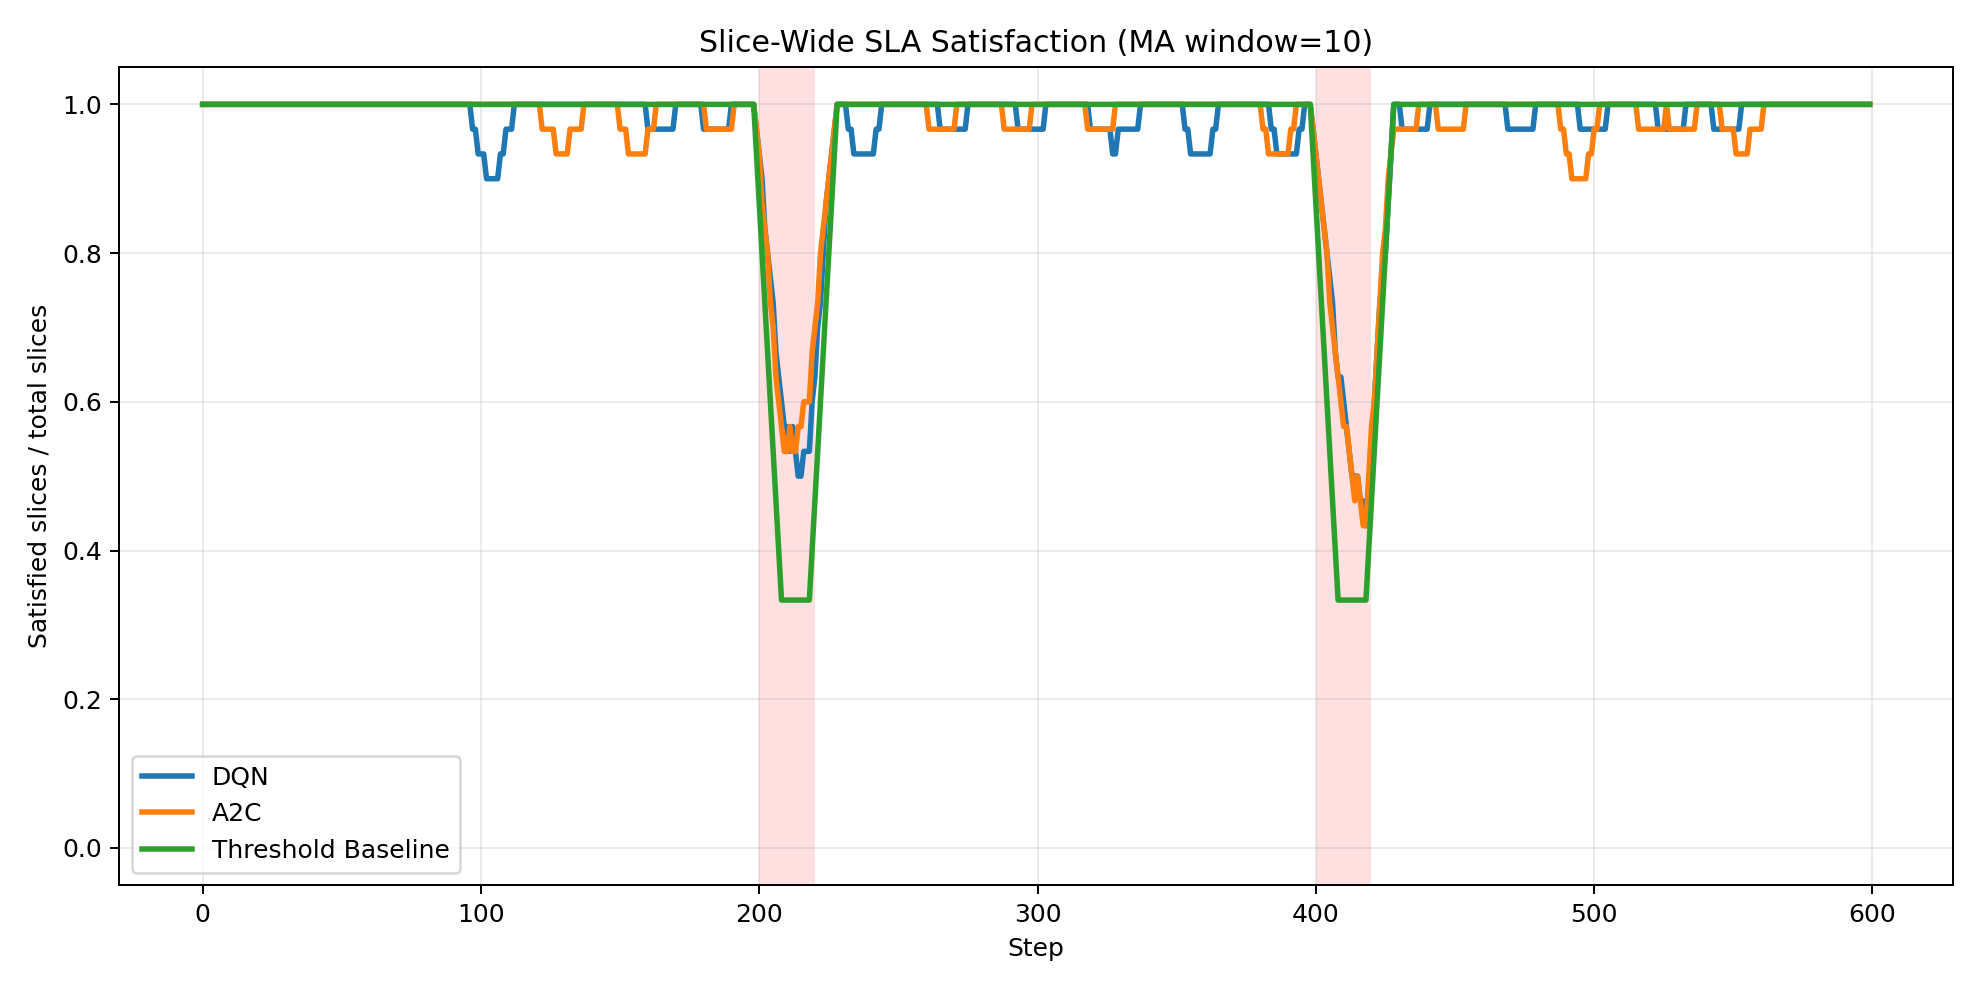 Slice-Wide SLA Satisfaction (MA window=10)
Satisfied slices / total slices
1.0
0.8
0.6
0.4
0.2
0.0
DQN
A2C
Threshold Baseline
0 100 200 300 400 500 600
Step